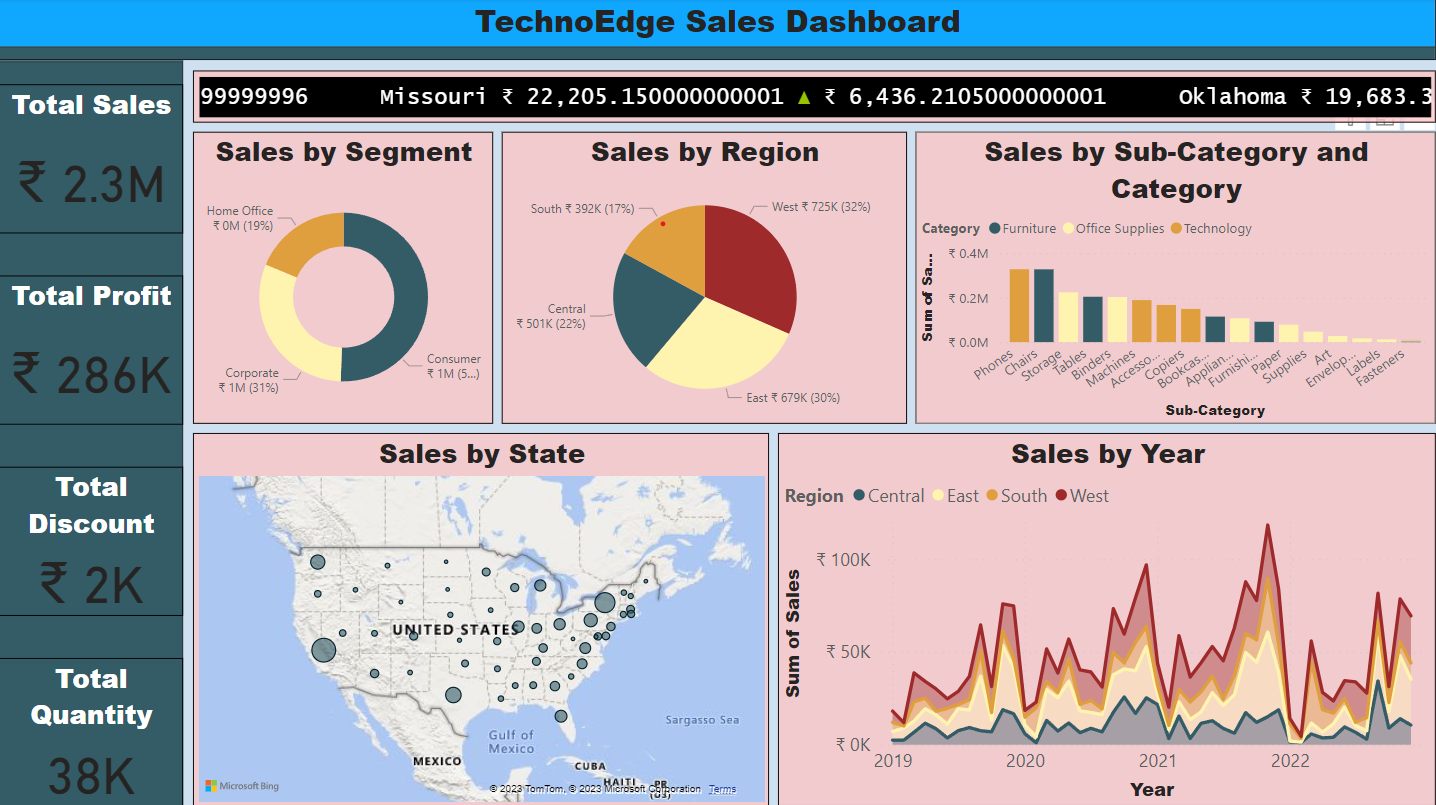 TechnoEdge Sales Dashboard
Total Sales
₹ 2.3M
Total Profit
₹ 286K
Total
Discount
₹ 2K
Total
Quantity
38K
99999996 Missouri ₹ 22,205.150000000001 ▲ ₹ 6,436.2105000000001 Oklahoma ₹ 19,683.3
Sales by Segment
Home Office
₹ 0M (19%)
Corporate
₹ 1M (31%)
Consumer
₹ 1M (5...)
Sales by Region
South ₹ 392K (17%)
West ₹ 725K (32%)
Central
₹ 501K (22%)
East ₹ 679K (30%)
Sales by Sub-Category and
Category
Category Furniture Office Supplies Technology
Sum of Sa...
₹ 0.4M
₹ 0.2M
₹ 0.0M
Phones
Chairs
Storage
Tables
Binders
Machines
Accesso...
Copiers
Bookcas...
Applian...
Furnishi...
Paper
Supplies
Art
Envelop...
Labels
Fasteners
Sub-Category
Sales by State
UNITED STATES
Sargasso Sea
Gulf of
Mexico
MEXICO
CUBA
HAITI
PR
(US)
Microsoft Bing
© 2023 TomTom, © 2023 Microsoft Corporation Terms
Sales by Year
Region Central East South West
Sum of Sales
₹ 100K
₹ 50K
₹ 0K
2019
2020
2021
2022
Year